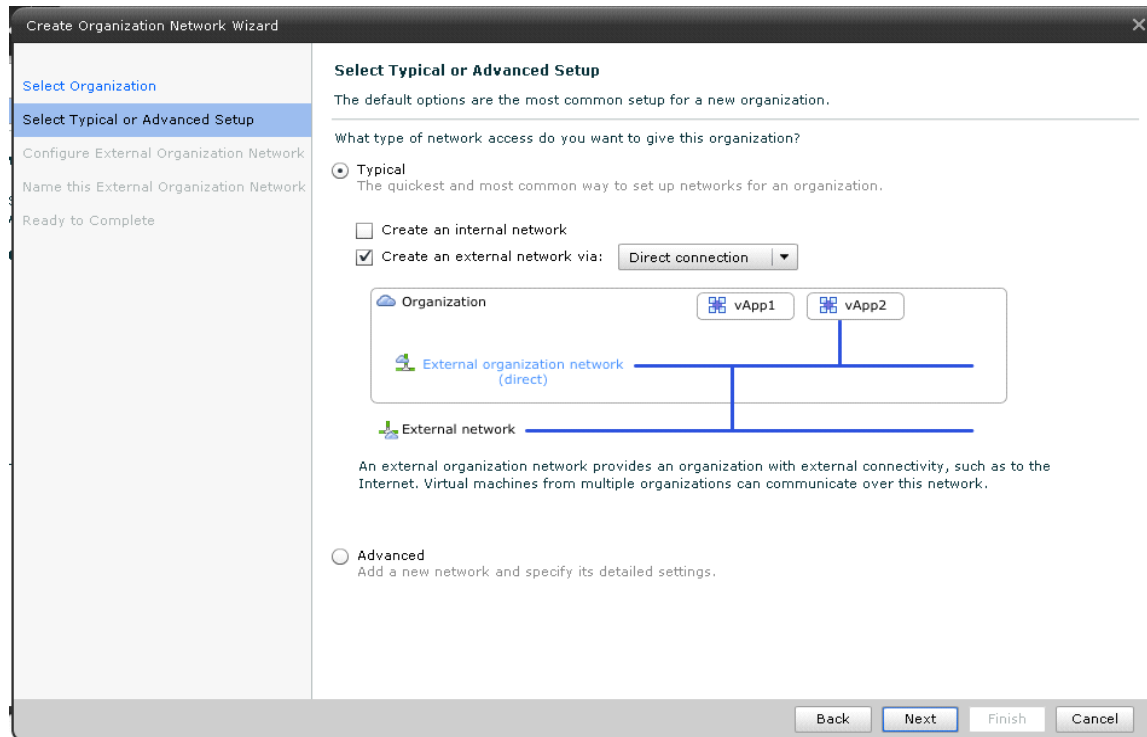 Create Organization Network Wizard
Select Organization
Select Typical or Advanced Setup
Configure External Organization Network
Name this External Organization Network
Ready to Complete
Select Typical or Advanced Setup
The default options are the most common setup for a new organization.
What type of network access do you want to give this organization?
Typical
The quickest and most common way to set up networks for an organization.
Create an internal network
Create an external network via: Direct connection
Organization
vApp1
vApp2
External organization network
(direct)
External network
An external organization network provides an organization with external connectivity, such as to the
Internet. Virtual machines from multiple organizations can communicate over this network.
Advanced
Add a new network and specify its detailed settings.
Back
Next
Finish
Cancel